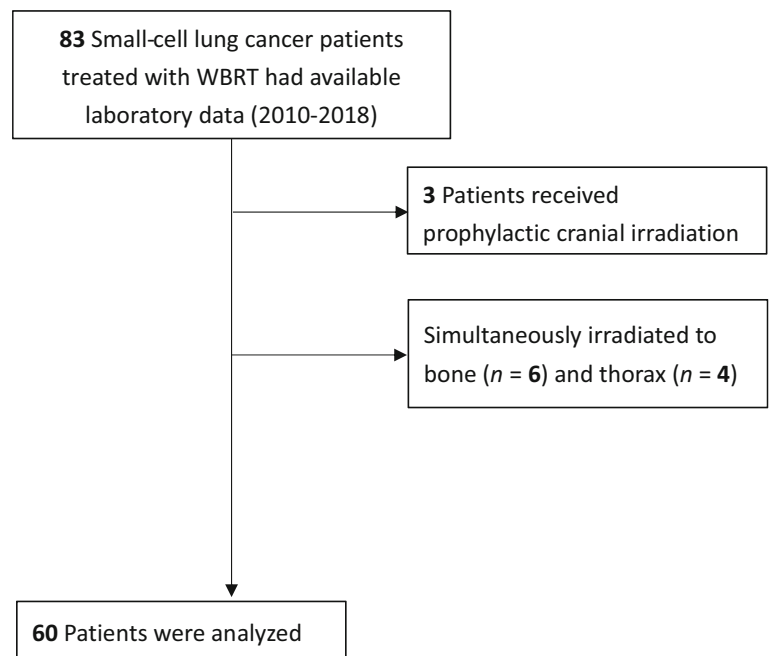 83 Small-cell lung cancer patients
treated with WBRT had available
laboratory data (2010-2018)
3 Patients received
prophylactic cranial irradiation
Simultaneously irradiated to
bone (n = 6) and thorax (n = 4)
60 Patients were analyzed